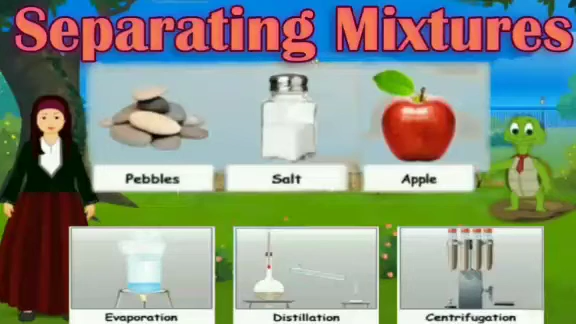 Separating Mixtures
Pebbles
Salt
Apple
Evaporation
Distillation
Centrifugation